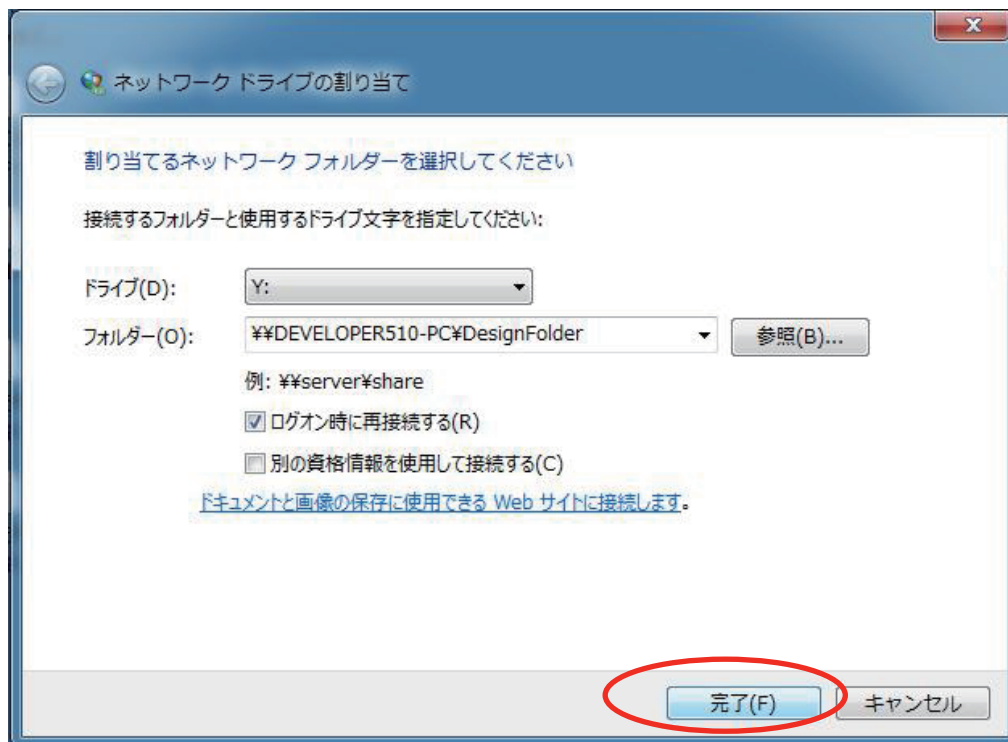 ネットワーク ドライブの割り当て
割り当てるネットワーク フォルダーを選択してください
接続するフォルダーと使用するドライブ文字を指定してください:
ドライブ(D): Y:
フォルダー(O): ¥¥DEVELOPER510-PC¥DesignFolder 参照(B)...
例: ¥¥server¥share
ログオン時に再接続する(R)
別の資格情報を使用して接続する(C)
ドキュメントと画像の保存に使用できる Web サイトに接続します。
完了(F) キャンセル